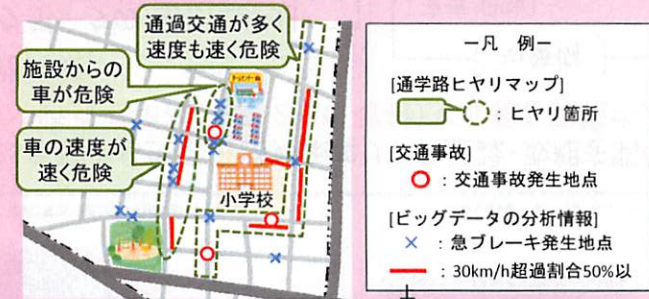 通過交通が多く
速度も速く危険
施設からの
車が危険
車の速度が
速く危険
小学校
ー凡 例ー
[通学路ヒヤリマップ]
：ヒヤリ箇所
[交通事故]
：交通事故発生地点
[ビッグデータの分析情報]
：急ブレーキ発生地点
：30km/h超過割合50%以